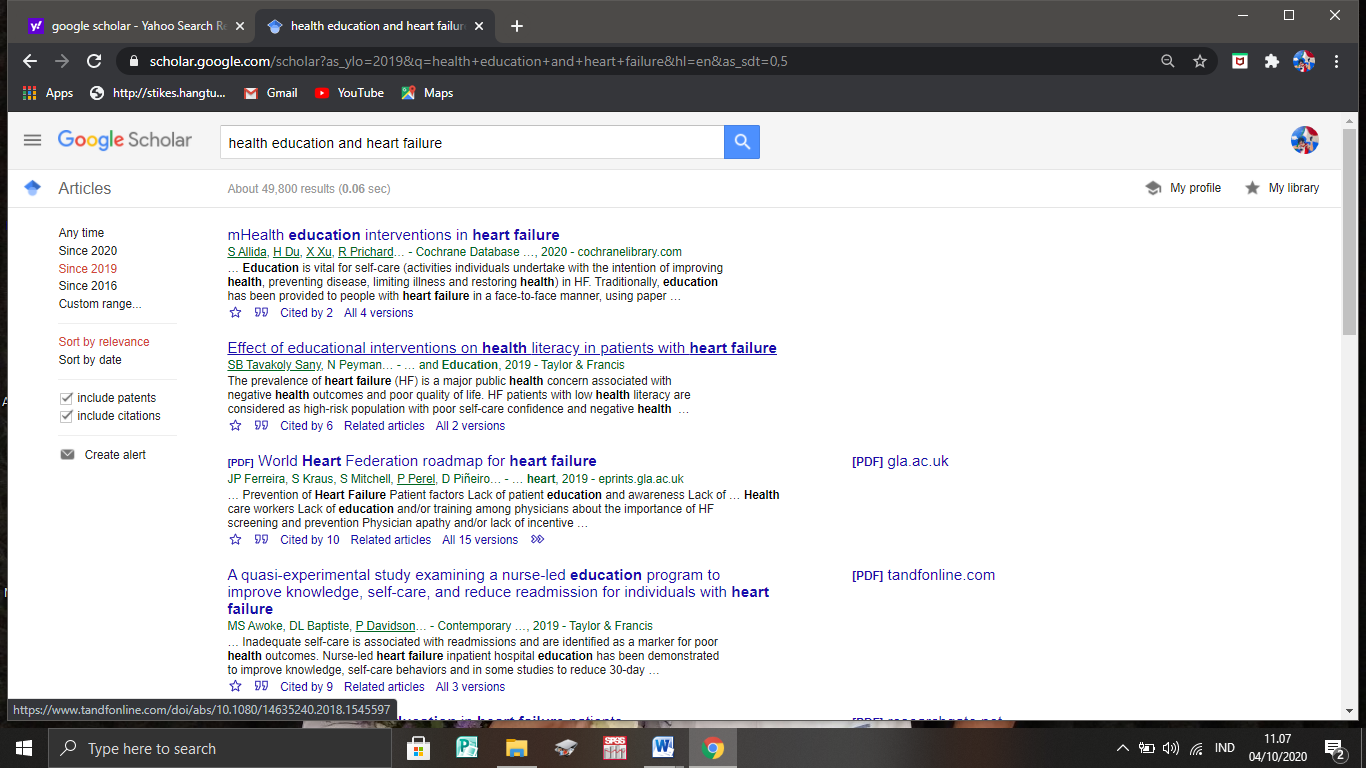 google scholar - Yahoo Search Re
health education and heart failur
scholar.google.com/scholar?as_ylo=2019&q=health+education+and+heart+failure&hl=en&as_sdt=0,5
Apps http://stikes.hangtu... Gmail YouTube Maps
Google Scholar
health education and heart failure
Articles
About 49,800 results (0.06 sec)
My profile My library
Any time
Since 2020
Since 2019
Since 2016
Custom range...
Sort by relevance
Sort by date
include patents
include citations
Create alert
mHealth education interventions in heart failure
S Allida, H Du, X Xu, R Prichard… - Cochrane Database …, 2020 - cochranelibrary.com
… Education is vital for self-care (activities individuals undertake with the intention of improving
health, preventing disease, limiting illness and restoring health) in HF. Traditionally, education
has been provided to people with heart failure in a face-to-face manner, using paper …
Cited by 2 All 4 versions
Effect of educational interventions on health literacy in patients with heart failure
SB Tavakoly Sany, N Peyman… - … and Education, 2019 - Taylor & Francis
The prevalence of heart failure (HF) is a major public health concern associated with
negative health outcomes and poor quality of life. HF patients with low health literacy are
considered as high-risk population with poor self-care confidence and negative health …
Cited by 6 Related articles All 2 versions
[PDF] World Heart Federation roadmap for heart failure
[PDF] gla.ac.uk
JP Ferreira, S Kraus, S Mitchell, P Perel, D Piñeiro… - … heart, 2019 - eprints.gla.ac.uk
… Prevention of Heart Failure Patient factors Lack of patient education and awareness Lack of … Health
care workers Lack of education and/or training among physicians about the importance of HF
screening and prevention Physician apathy and/or lack of incentive …
Cited by 10 Related articles All 15 versions
A quasi-experimental study examining a nurse-led education program to
improve knowledge, self-care, and reduce readmission for individuals with heart
failure
[PDF] tandfonline.com
MS Awoke, DL Baptiste, P Davidson… - Contemporary …, 2019 - Taylor & Francis
… Inadequate self-care is associated with readmissions and are identified as a marker for poor
health outcomes. Nurse-led heart failure inpatient hospital education has been demonstrated
to improve knowledge, self-care behaviors and in some studies to reduce 30-day …
Cited by 9 Related articles All 3 versions
https://www.tandfonline.com/doi/abs/10.1080/14635240.2018.1545597
Type here to search
SPSS
IND
11.07
04/10/2020
2